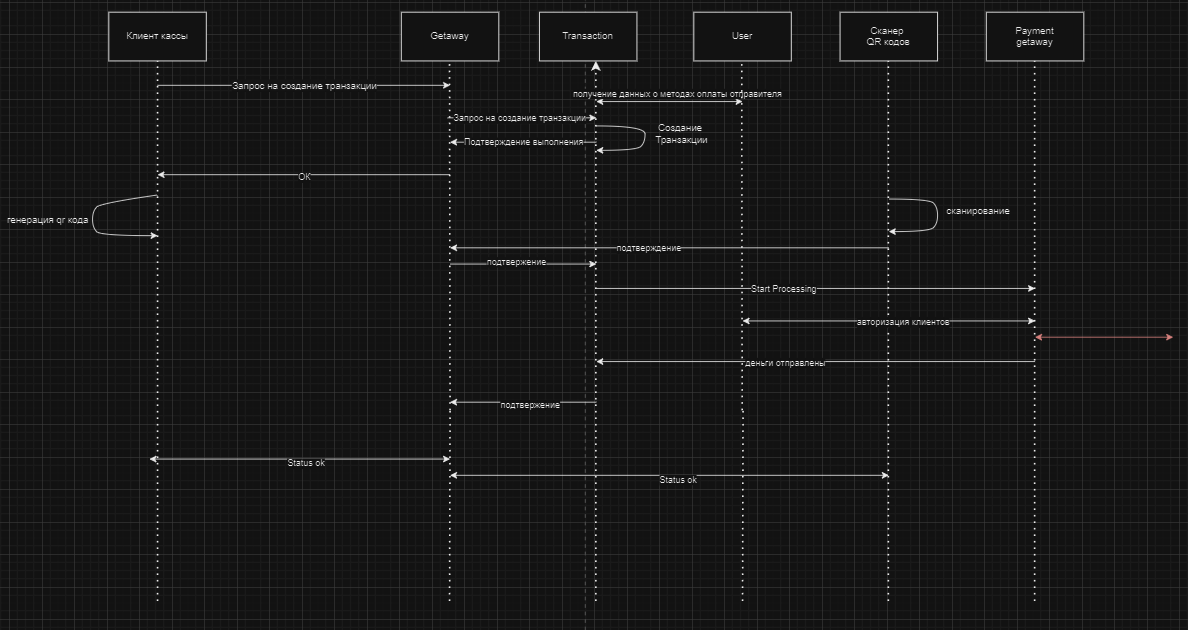 Клиент кассы
Getaway
Transaction
User
Сканер
QR кодов
Payment
getaway
Запрос на создание транзакции
получение данных о методах оплаты отправителя
Запрос на создание транзакции
Создание
Транзакции
Подтверждение выполнения
OK
генерация qr кода
сканирование
подтверждение
подтвержение
Start Processing
авторизация клиентов
деньги отправлены
подтвержение
Status ok
Status ok